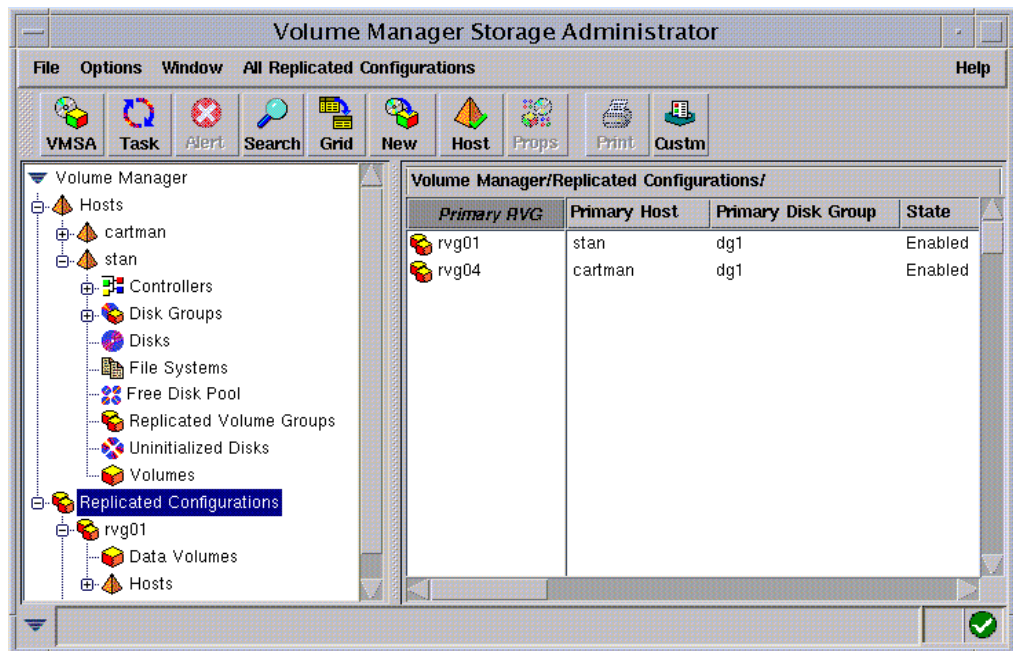 Volume Manager Storage Administrator
File Options Window All Replicated Configurations Help
VMSA Task Alert Search Grid New Host Props Print Custm
Volume Manager
Hosts
cartman
stan
Controllers
Disk Groups
Disks
File Systems
Free Disk Pool
Replicated Volume Groups
Uninitialized Disks
Volumes
Replicated Configurations
rvg01
Data Volumes
Hosts
Volume Manager/Replicated Configurations/
Primary RVG Primary Host Primary Disk Group State
rvg01 stan dg1 Enabled
rvg04 cartman dg1 Enabled